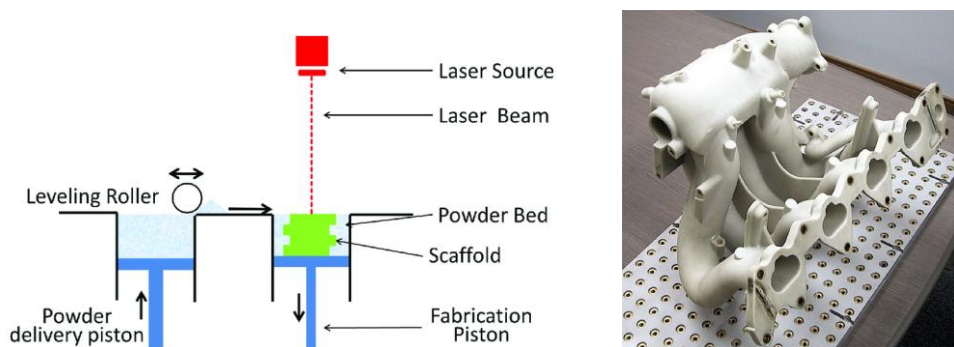 Laser Source
Laser Beam
Leveling Roller
Powder Bed
Scaffold
Powder
delivery piston
Fabrication
Piston